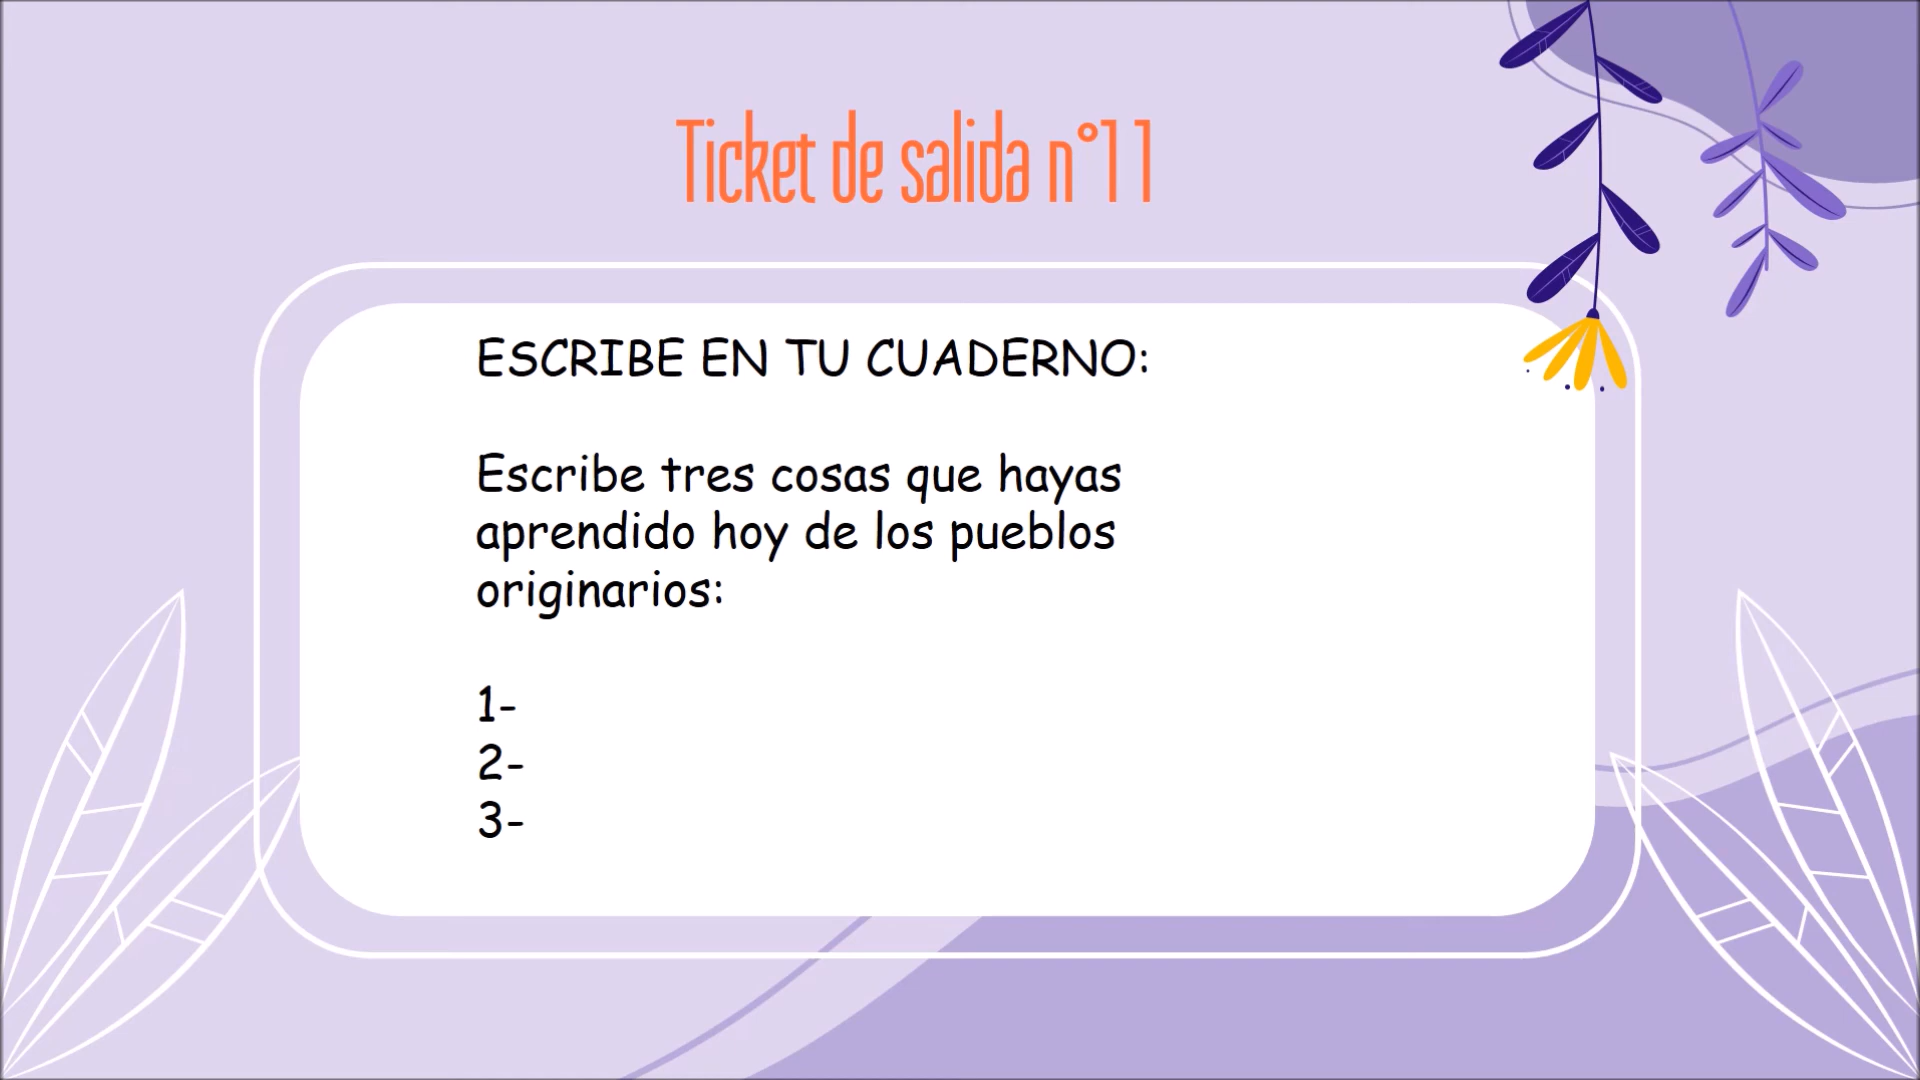 Ticket de salida n°11
ESCRIBE EN TU CUADERNO:
Escribe tres cosas que hayas
aprendido hoy de los pueblos
originarios:
1-
2-
3-